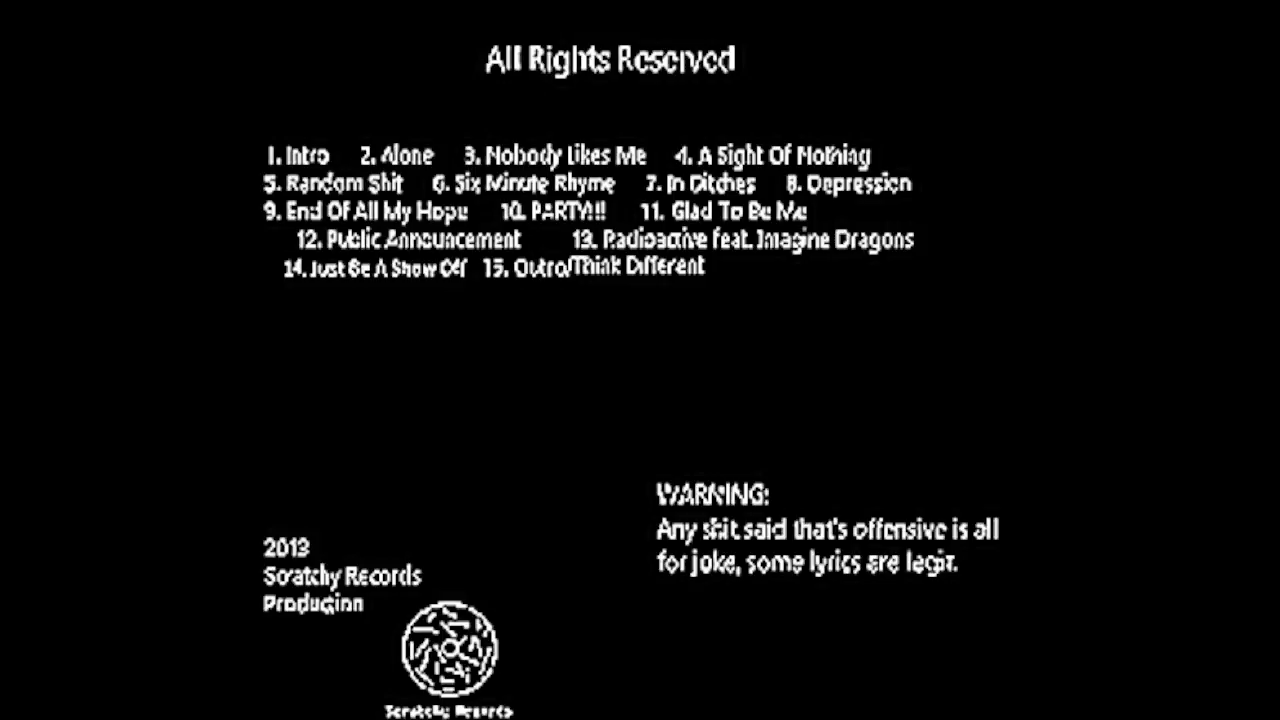 All Rights Reserved
1. Intro 2. Alone 3. Nobody Likes Me 4. A Sight Of Nothing
5. Random Shit 6. Six Minute Rhyme 7. In Ditches 8. Depression
9. End Of All My Hope 10. PARTY!!! 11. Glad To Be Me
12. Public Announcement 13. Radioactive feat. Imagine Dragons
14. Just Be A Show Off 15. Outro/Think Different
WARNING:
Any shit said that's offensive is all
for joke, some lyrics are legit.
2013
Scratchy Records
Production
Scratchy Records